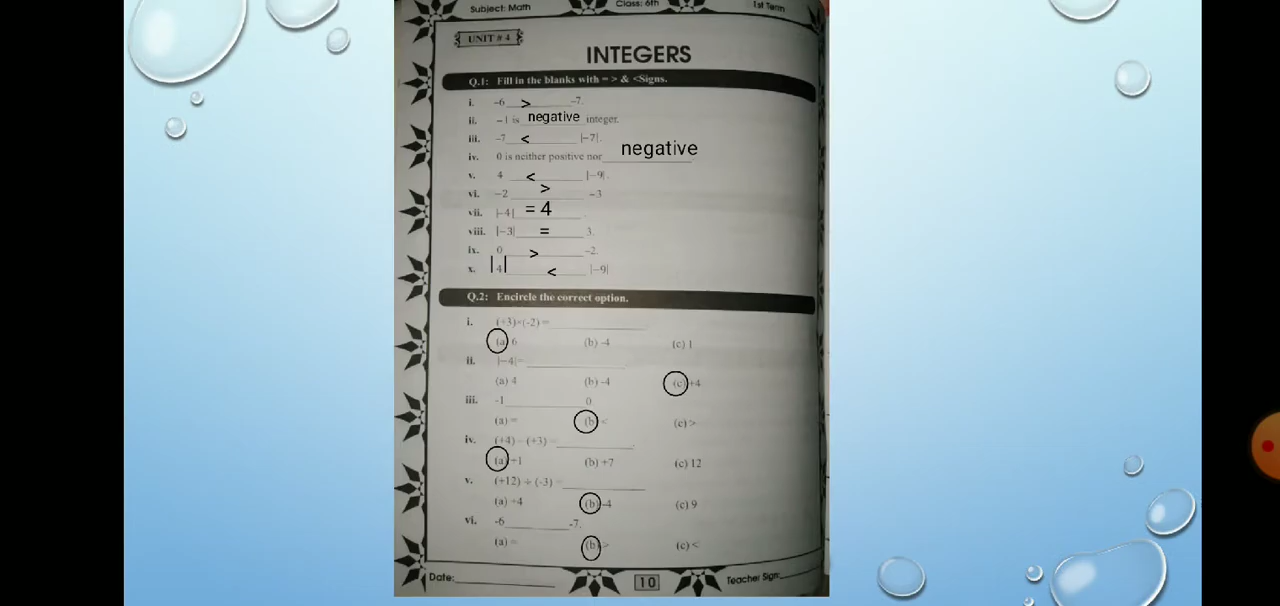 Subject: Math Class: 6th 1st Term
UNIT # 4
INTEGERS
Q.1: Fill in the blanks with = > & <Signs.
i. -6 > -7.
ii. -1 is negative integer.
iii. -7 < |-7|.
iv. 0 is neither positive nor negative
v. 4 < |-9|.
vi. -2 > -3
vii. |-4| = 4
viii. |-3| = 3.
ix. 0 > -2.
x. |4| < |-9|
Q.2: Encircle the correct option.
i. (+3)×(-2) =
(a) 6 (b) -4 (c) 1
ii. |-4|=
(a) 4 (b) -4 (c) +4
iii. -1 0
(a) = (b) < (c) >
iv. (+4) - (+3) =
(a) +1 (b) +7 (c) 12
v. (+12) ÷ (-3) =
(a) +4 (b) -4 (c) 9
vi. -6 -7.
(a) = (b) > (c) <
Date: 10 Teacher Sign: